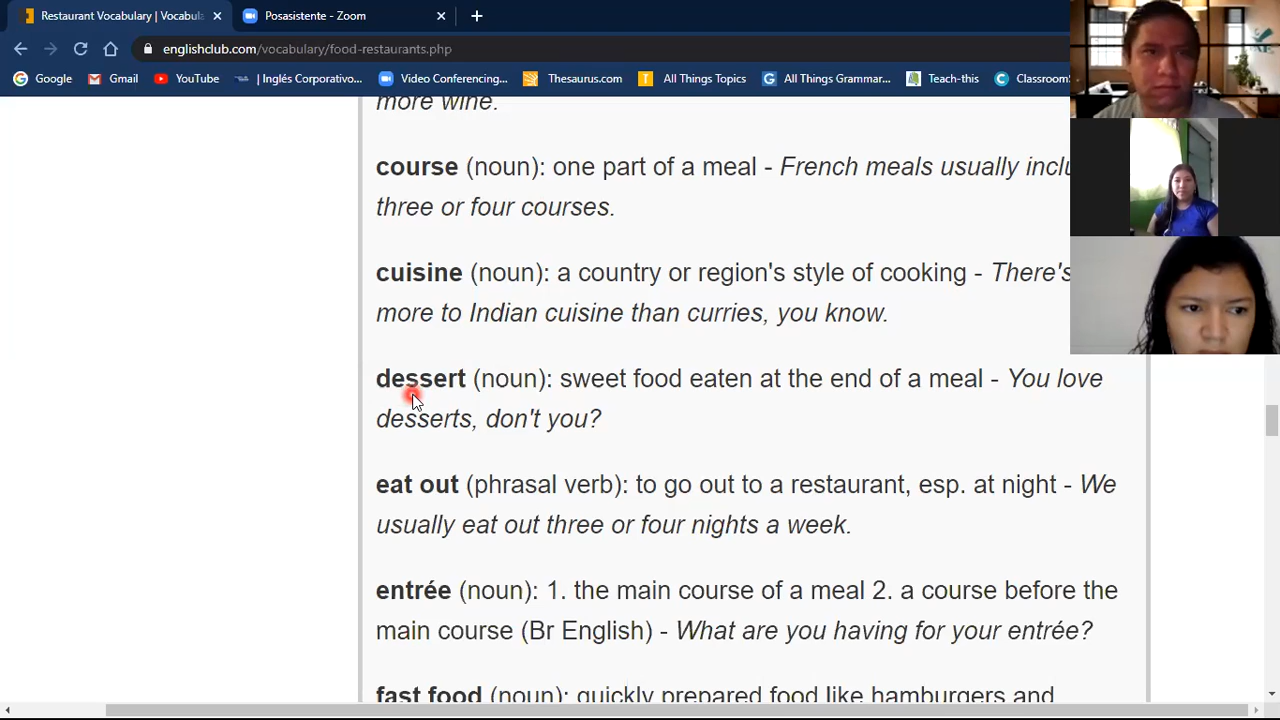 Restaurant Vocabulary | Vocabul
Posasistente - Zoom
englishclub.com/vocabulary/food-restaurants.php
Google
Gmail
YouTube
| Inglés Corporativo...
Video Conferencing...
Thesaurus.com
All Things Topics
All Things Grammar...
Teach-this
ClassroomS
more wine.
course (noun): one part of a meal - French meals usually inclu
three or four courses.
cuisine (noun): a country or region's style of cooking - There's
more to Indian cuisine than curries, you know.
dessert (noun): sweet food eaten at the end of a meal - You love
desserts, don't you?
eat out (phrasal verb): to go out to a restaurant, esp. at night - We
usually eat out three or four nights a week.
entrée (noun): 1. the main course of a meal 2. a course before the
main course (Br English) - What are you having for your entrée?
fast food (noun): quickly prepared food like hamburgers and